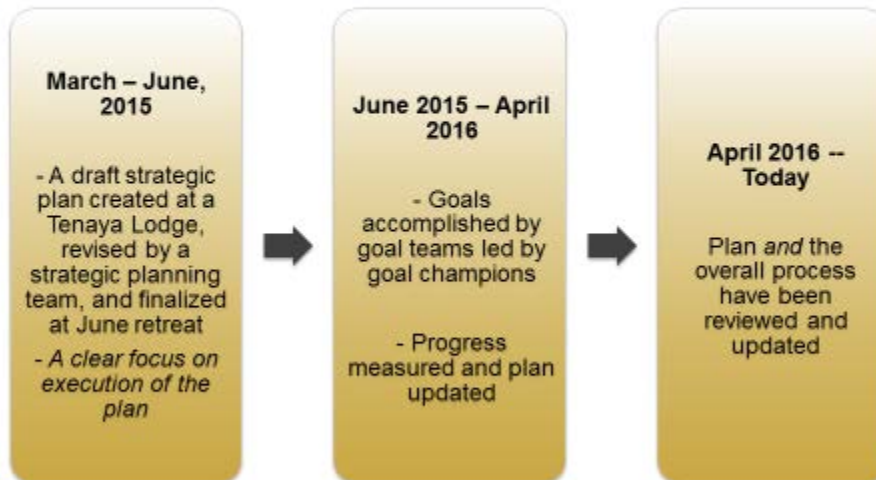 March – June,
2015
- A draft strategic
plan created at a
Tenaya Lodge,
revised by a
strategic planning
team, and finalized
at June retreat
- A clear focus on
execution of the
plan
June 2015 – April
2016
- Goals
accomplished by
goal teams led by
goal champions
- Progress
measured and plan
updated
April 2016 --
Today
Plan and the
overall process
have been
reviewed and
updated